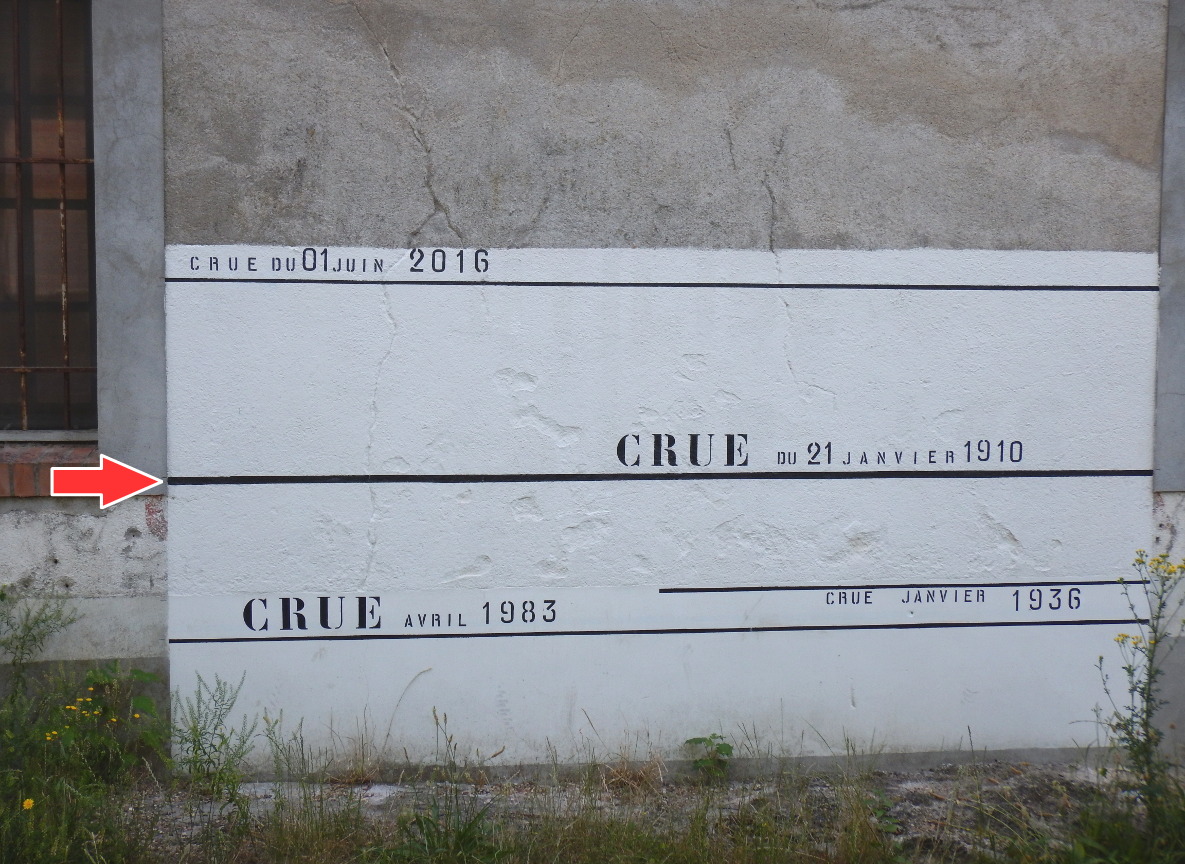 CRUE DU 01 JUIN 2016
CRUE DU 21 JANVIER 1910
CRUE JANVIER 1936
CRUE AVRIL 1983